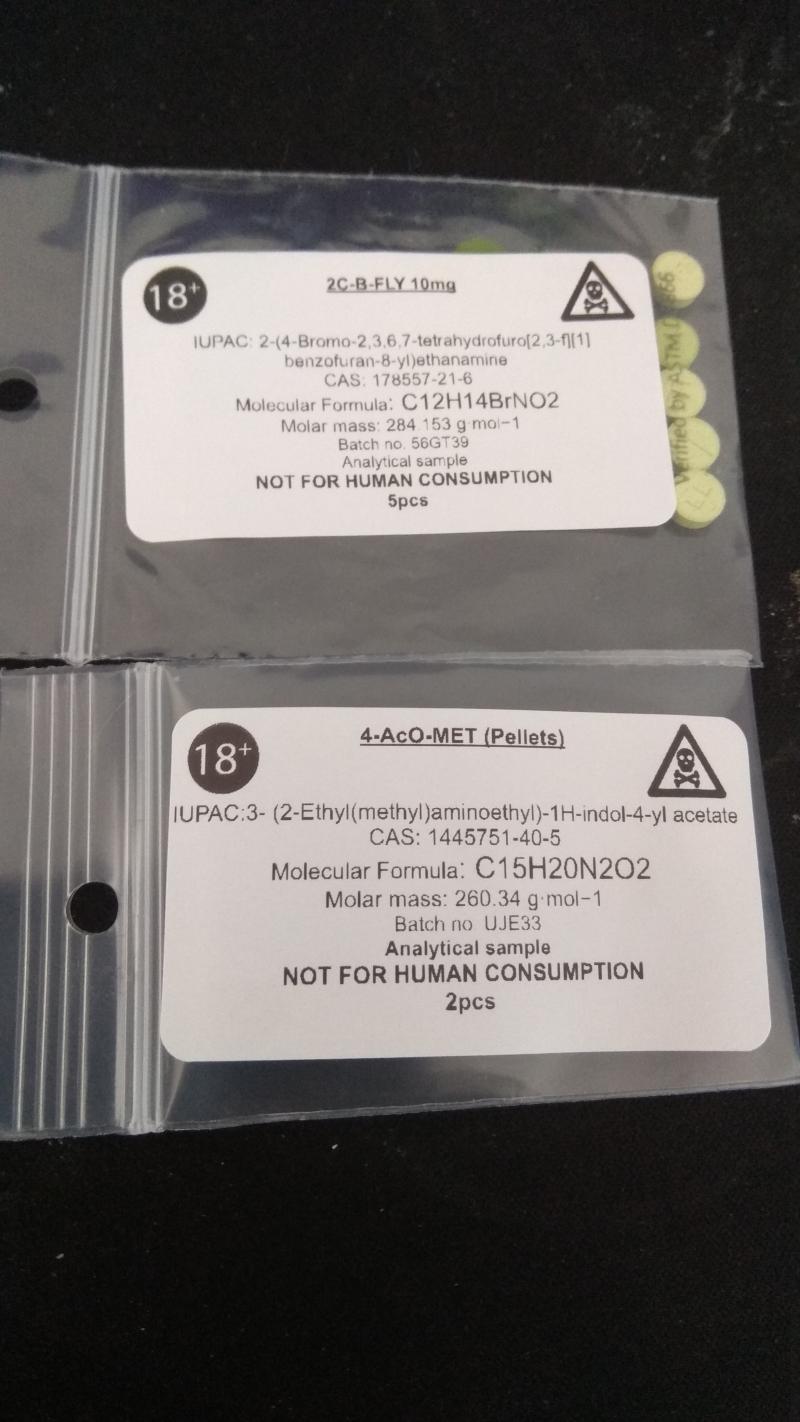 18+
2C-B-FLY 10mg
IUPAC: 2-(4-Bromo-2,3,6,7-tetrahydrofuro[2,3-f][1]
benzofuran-8-yl)ethanamine
CAS: 178557-21-6
Molecular Formula: C12H14BrNO2
Molar mass: 284.153 g·mol−1
Batch no. 56GT39
Analytical sample
NOT FOR HUMAN CONSUMPTION
5pcs
Verified by ASTM
18+
4-AcO-MET (Pellets)
IUPAC:3- (2-Ethyl(methyl)aminoethyl)-1H-indol-4-yl acetate
CAS: 1445751-40-5
Molecular Formula: C15H20N2O2
Molar mass: 260.34 g·mol−1
Batch no UJE33
Analytical sample
NOT FOR HUMAN CONSUMPTION
2pcs